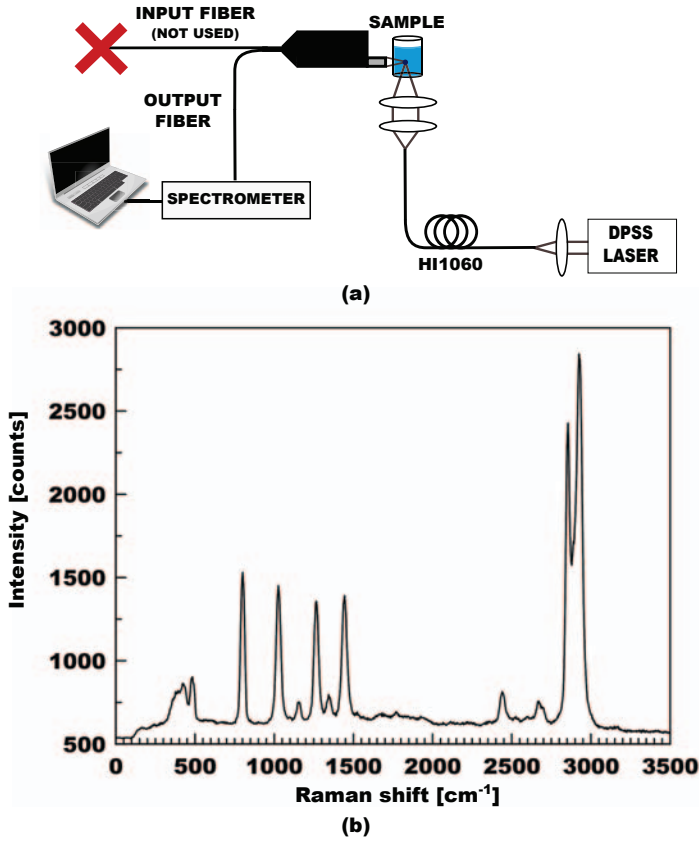 INPUT FIBER
(NOT USED)
SAMPLE
OUTPUT
FIBER
SPECTROMETER
HI1060
DPSS
LASER
(a)
3000
2500
2000
1500
1000
500
Intensity [counts]
0 500 1000 1500 2000 2500 3000 3500
Raman shift [cm⁻¹]
(b)